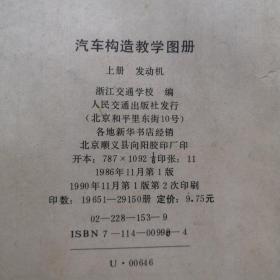 汽车构造教学图册
上册 发动机
浙江交通学校 编
人民交通出版社发行
(北京和平里东街10号)
各地新华书店经销
北京顺义县向阳胶印厂印
开本:787×1092 1/8 印张:11
1986年11月第1版
1990年11月第1版第2次印刷
印数:19651—29150册 定价:9.75元
02—228—153—9
ISBN 7—114—00998—4
U·00646